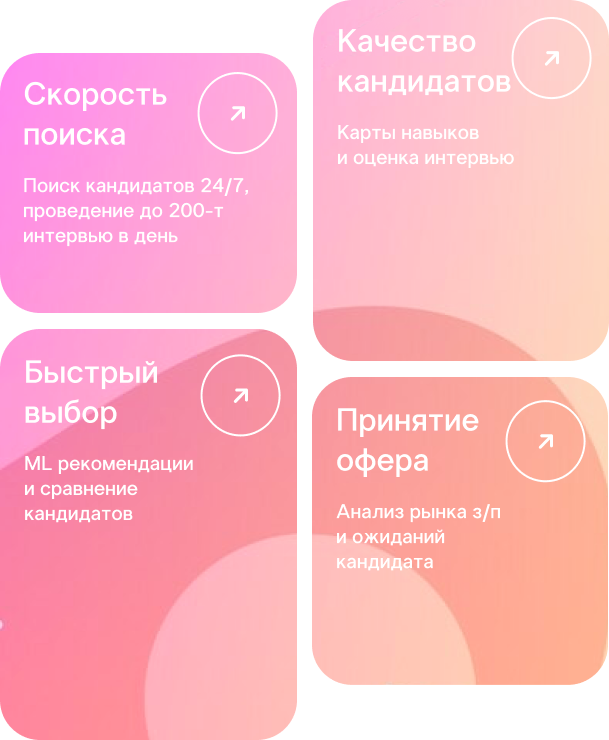 Скорость
поиска
Поиск кандидатов 24/7,
проведение до 200-т
интервью в день
Качество
кандидатов
Карты навыков
и оценка интервью
Быстрый
выбор
ML рекомендации
и сравнение
кандидатов
Принятие
офера
Анализ рынка з/п
и ожиданий
кандидата